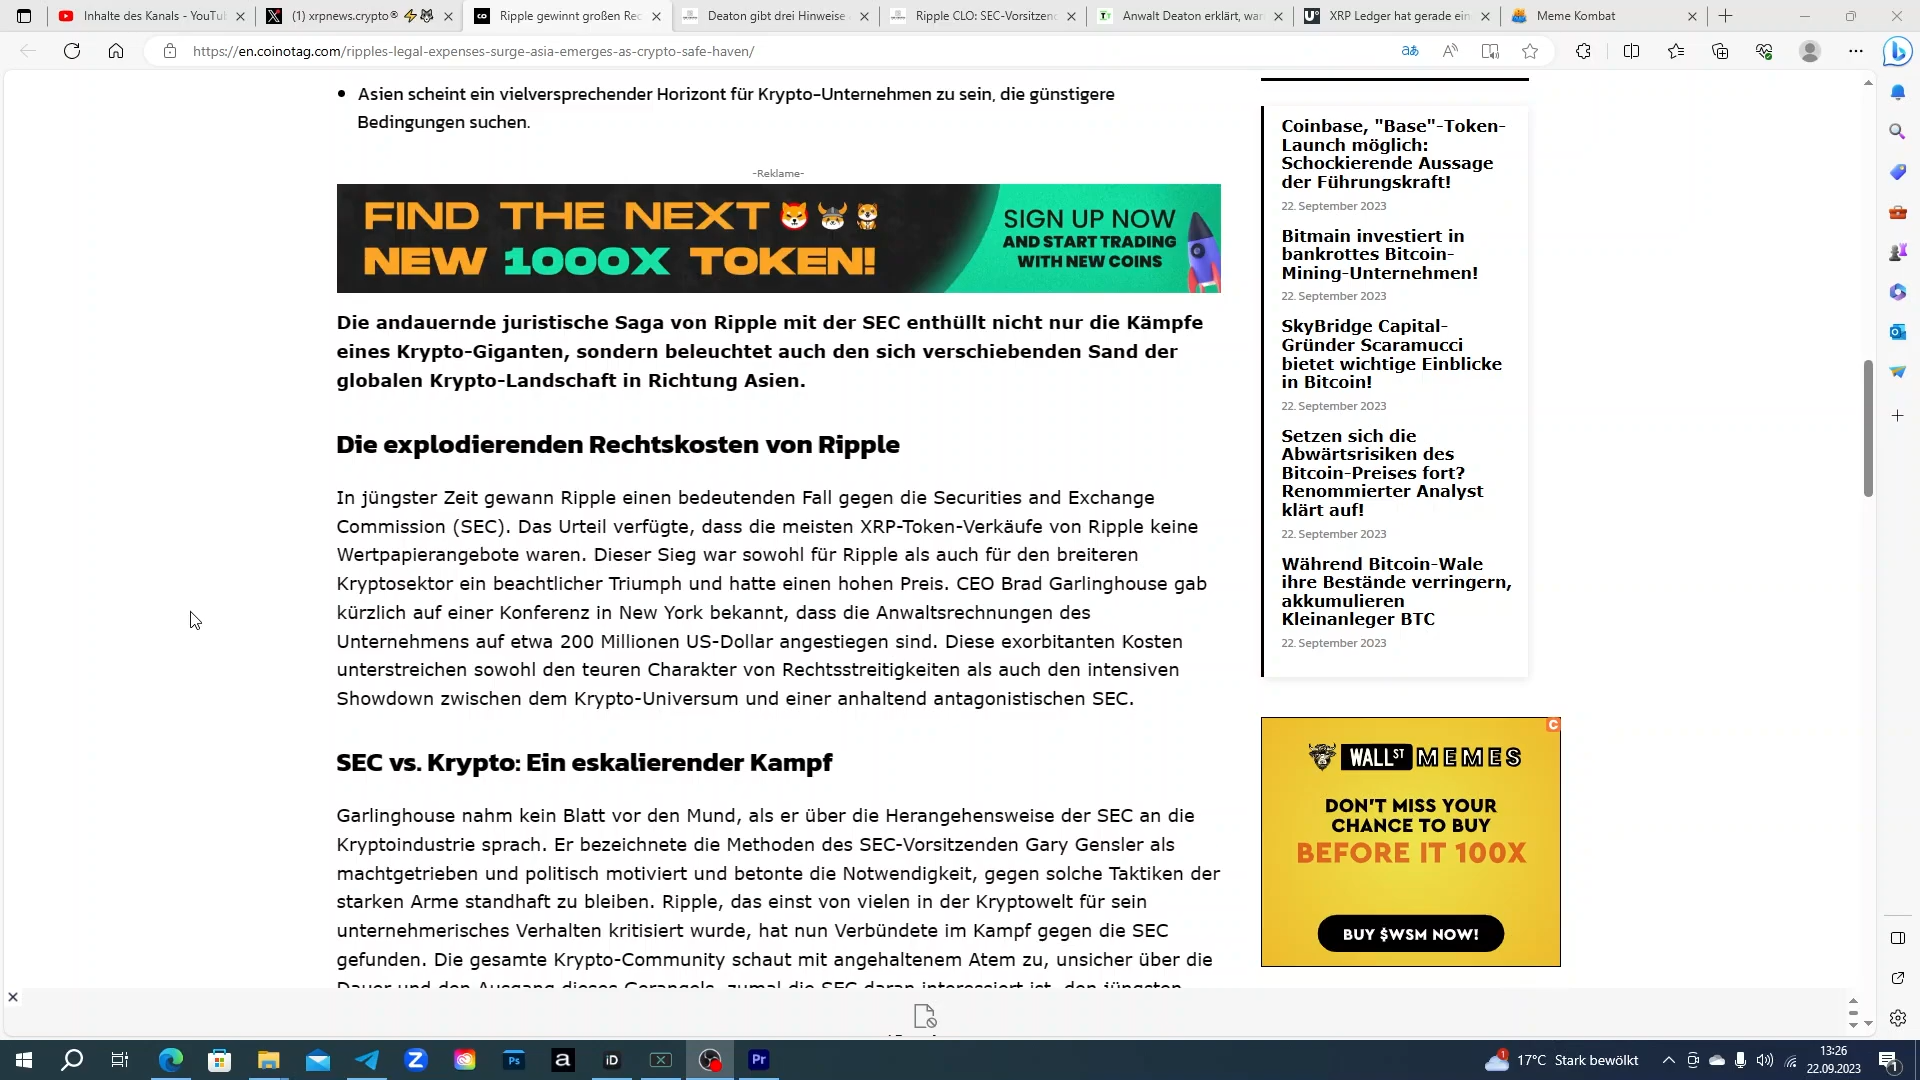 Inhalte des Kanals - YouTu
(1) xrpnews.crypto®
Ripple gewinnt großen Rec
Deaton gibt drei Hinweise
Ripple CLO: SEC-Vorsitzend
Anwalt Deaton erklärt, war
XRP Ledger hat gerade ein
Meme Kombat
https://en.coinotag.com/ripples-legal-expenses-surge-asia-emerges-as-crypto-safe-haven/
• Asien scheint ein vielversprechender Horizont für Krypto-Unternehmen zu sein, die günstigere
Bedingungen suchen.
-Reklame-
FIND THE NEXT
NEW 1000X TOKEN!
SIGN UP NOW
AND START TRADING
WITH NEW COINS
Die andauernde juristische Saga von Ripple mit der SEC enthüllt nicht nur die Kämpfe
eines Krypto-Giganten, sondern beleuchtet auch den sich verschiebenden Sand der
globalen Krypto-Landschaft in Richtung Asien.
Die explodierenden Rechtskosten von Ripple
In jüngster Zeit gewann Ripple einen bedeutenden Fall gegen die Securities and Exchange
Commission (SEC). Das Urteil verfügte, dass die meisten XRP-Token-Verkäufe von Ripple keine
Wertpapierangebote waren. Dieser Sieg war sowohl für Ripple als auch für den breiteren
Kryptosektor ein beachtlicher Triumph und hatte einen hohen Preis. CEO Brad Garlinghouse gab
kürzlich auf einer Konferenz in New York bekannt, dass die Anwaltsrechnungen des
Unternehmens auf etwa 200 Millionen US-Dollar angestiegen sind. Diese exorbitanten Kosten
unterstreichen sowohl den teuren Charakter von Rechtsstreitigkeiten als auch den intensiven
Showdown zwischen dem Krypto-Universum und einer anhaltend antagonistischen SEC.
SEC vs. Krypto: Ein eskalierender Kampf
Garlinghouse nahm kein Blatt vor den Mund, als er über die Herangehensweise der SEC an die
Kryptoindustrie sprach. Er bezeichnete die Methoden des SEC-Vorsitzenden Gary Gensler als
machtgetrieben und politisch motiviert und betonte die Notwendigkeit, gegen solche Taktiken der
starken Arme standhaft zu bleiben. Ripple, das einst von vielen in der Kryptowelt für sein
unternehmerisches Verhalten kritisiert wurde, hat nun Verbündete im Kampf gegen die SEC
gefunden. Die gesamte Krypto-Community schaut mit angehaltenem Atem zu, unsicher über die
Dauer und den Ausgang dieses Gerangels, zumal die SEC daran interessiert ist, den jüngsten
Coinbase, "Base"-Token-
Launch möglich:
Schockierende Aussage
der Führungskraft!
22. September 2023
Bitmain investiert in
bankrottes Bitcoin-
Mining-Unternehmen!
22. September 2023
SkyBridge Capital-
Gründer Scaramucci
bietet wichtige Einblicke
in Bitcoin!
22. September 2023
Setzen sich die
Abwärtsrisiken des
Bitcoin-Preises fort?
Renommierter Analyst
klärt auf!
22. September 2023
Während Bitcoin-Wale
ihre Bestände verringern,
akkumulieren
Kleinanleger BTC
22. September 2023
WALL ST MEMES
DON'T MISS YOUR
CHANCE TO BUY
BEFORE IT 100X
BUY $WSM NOW!
17°C Stark bewölkt
13:26
22.09.2023